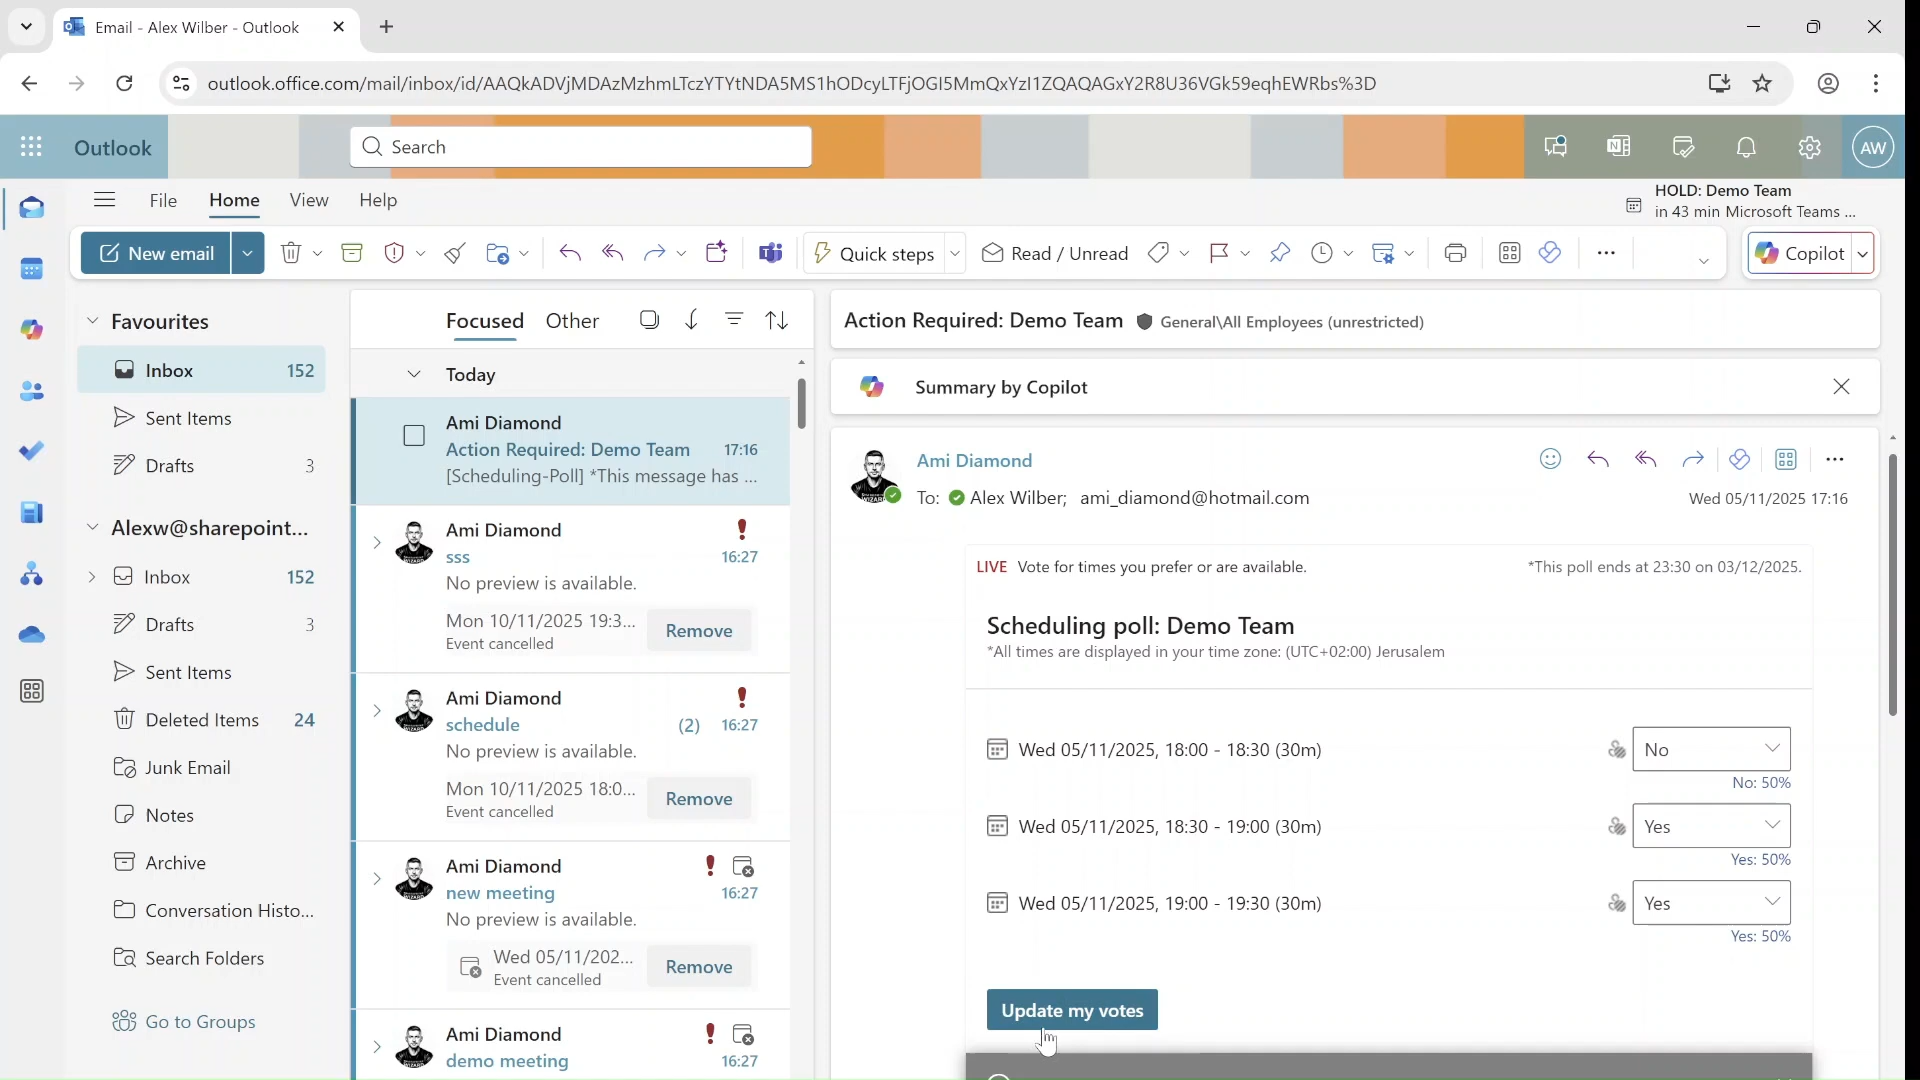 Email - Alex Wilber - Outlook
outlook.office.com/mail/inbox/id/AAQkADVjMDAzMzhmLTczYTYtNDA5MS1hODcyLTFjOGI5MmQxYzI1ZQAQAGxY2R8U36VGk59eqhEWRbs%3D
Outlook
Search
AW
File
Home
View
Help
HOLD: Demo Team
in 43 min Microsoft Teams ...
New email
Quick steps
Read / Unread
Copilot
Favourites
Inbox 152
Sent Items
Drafts 3
Alexw@sharepoint...
Inbox 152
Drafts 3
Sent Items
Deleted Items 24
Junk Email
Notes
Archive
Conversation Histo...
Search Folders
Go to Groups
Focused
Other
Today
Ami Diamond
Action Required: Demo Team 17:16
[Scheduling-Poll] *This message has ...
Ami Diamond
sss 16:27
No preview is available.
Mon 10/11/2025 19:3...
Event cancelled
Remove
Ami Diamond
schedule (2) 16:27
No preview is available.
Mon 10/11/2025 18:0...
Event cancelled
Remove
Ami Diamond
new meeting 16:27
No preview is available.
Wed 05/11/202...
Event cancelled
Remove
Ami Diamond
demo meeting 16:27
Action Required: Demo Team General\All Employees (unrestricted)
Summary by Copilot
Ami Diamond
To: Alex Wilber; ami_diamond@hotmail.com
Wed 05/11/2025 17:16
LIVE Vote for times you prefer or are available.
*This poll ends at 23:30 on 03/12/2025.
Scheduling poll: Demo Team
*All times are displayed in your time zone: (UTC+02:00) Jerusalem
Wed 05/11/2025, 18:00 - 18:30 (30m)
No
No: 50%
Wed 05/11/2025, 18:30 - 19:00 (30m)
Yes
Yes: 50%
Wed 05/11/2025, 19:00 - 19:30 (30m)
Yes
Yes: 50%
Update my votes